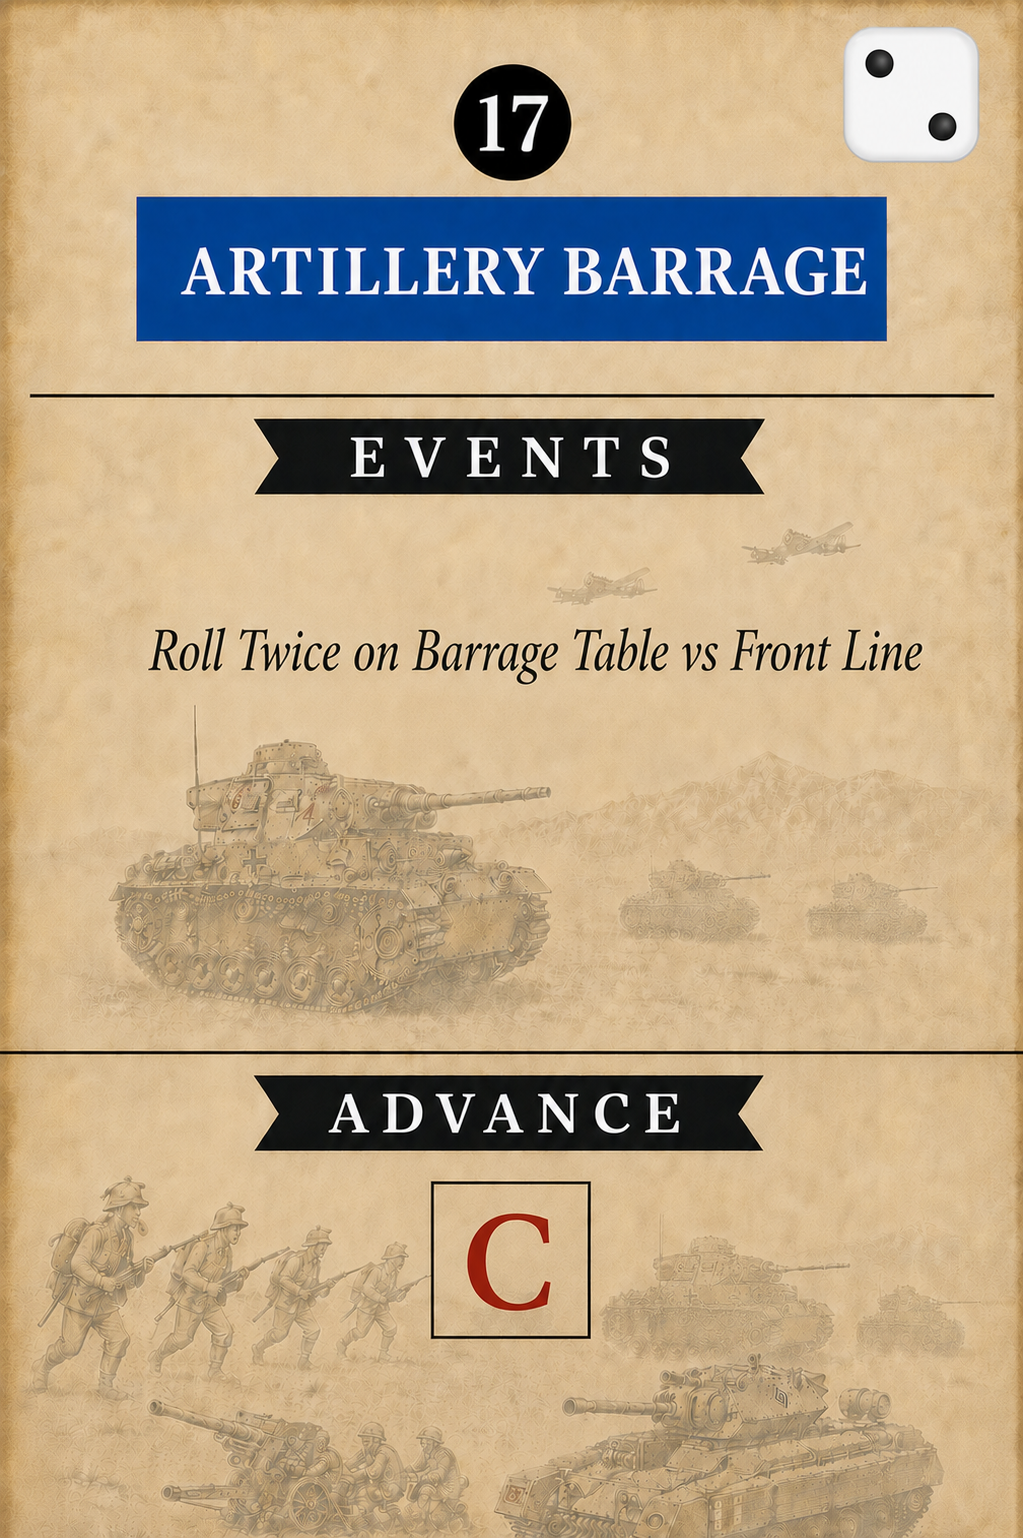 17
ARTILLERY BARRAGE
EVENTS
Roll Twice on Barrage Table vs Front Line
ADVANCE
C